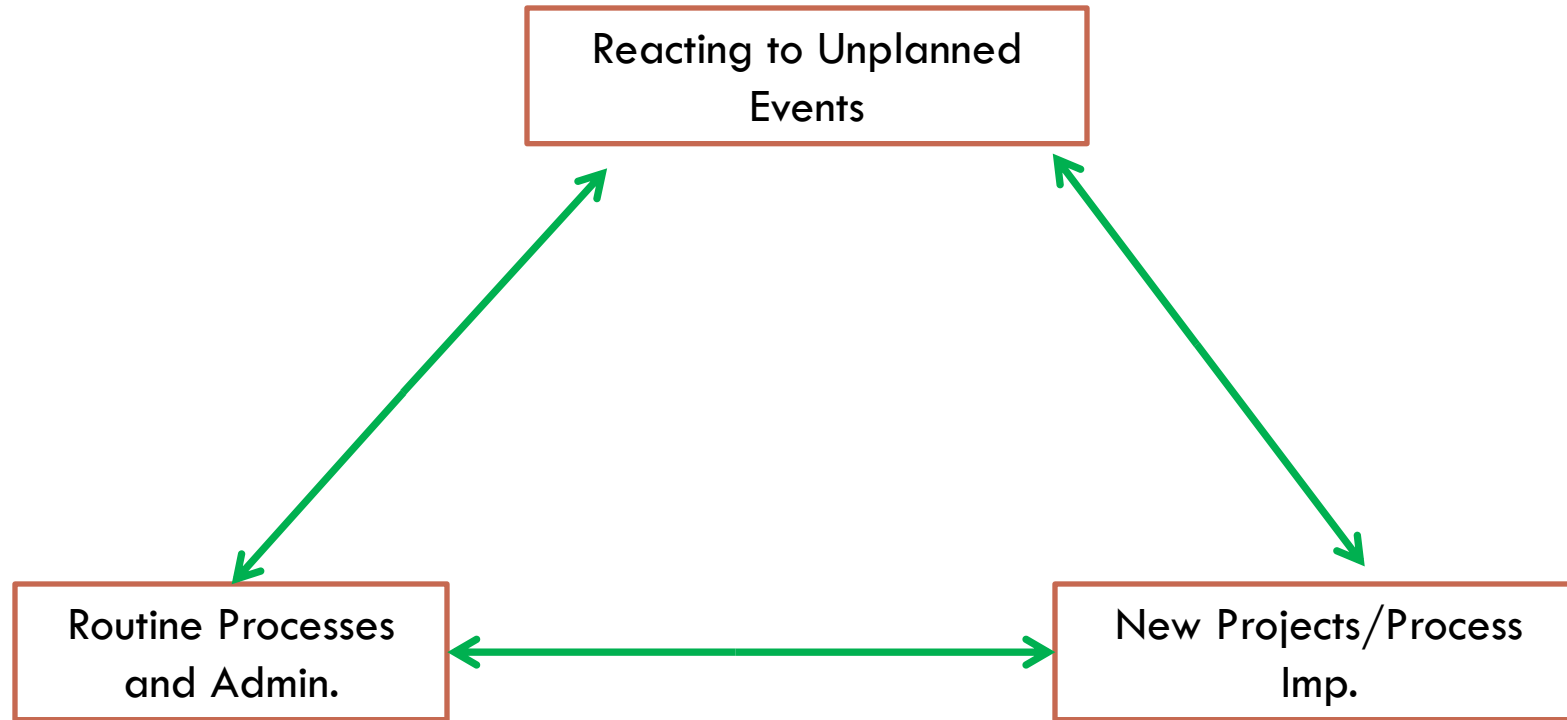 Reacting to Unplanned
Events
Routine Processes
and Admin.
New Projects/Process
Imp.